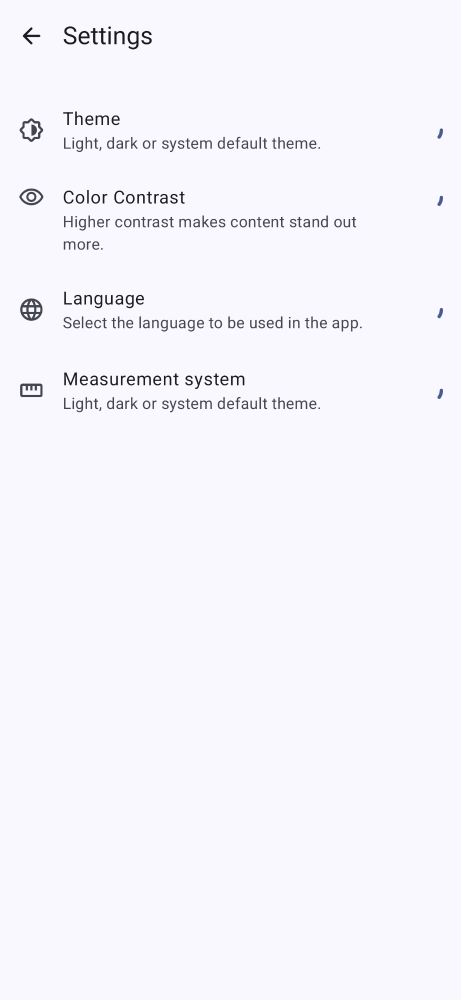 Settings
Theme
Light, dark or system default theme.
Color Contrast
Higher contrast makes content stand out
more.
Language
Select the language to be used in the app.
Measurement system
Light, dark or system default theme.